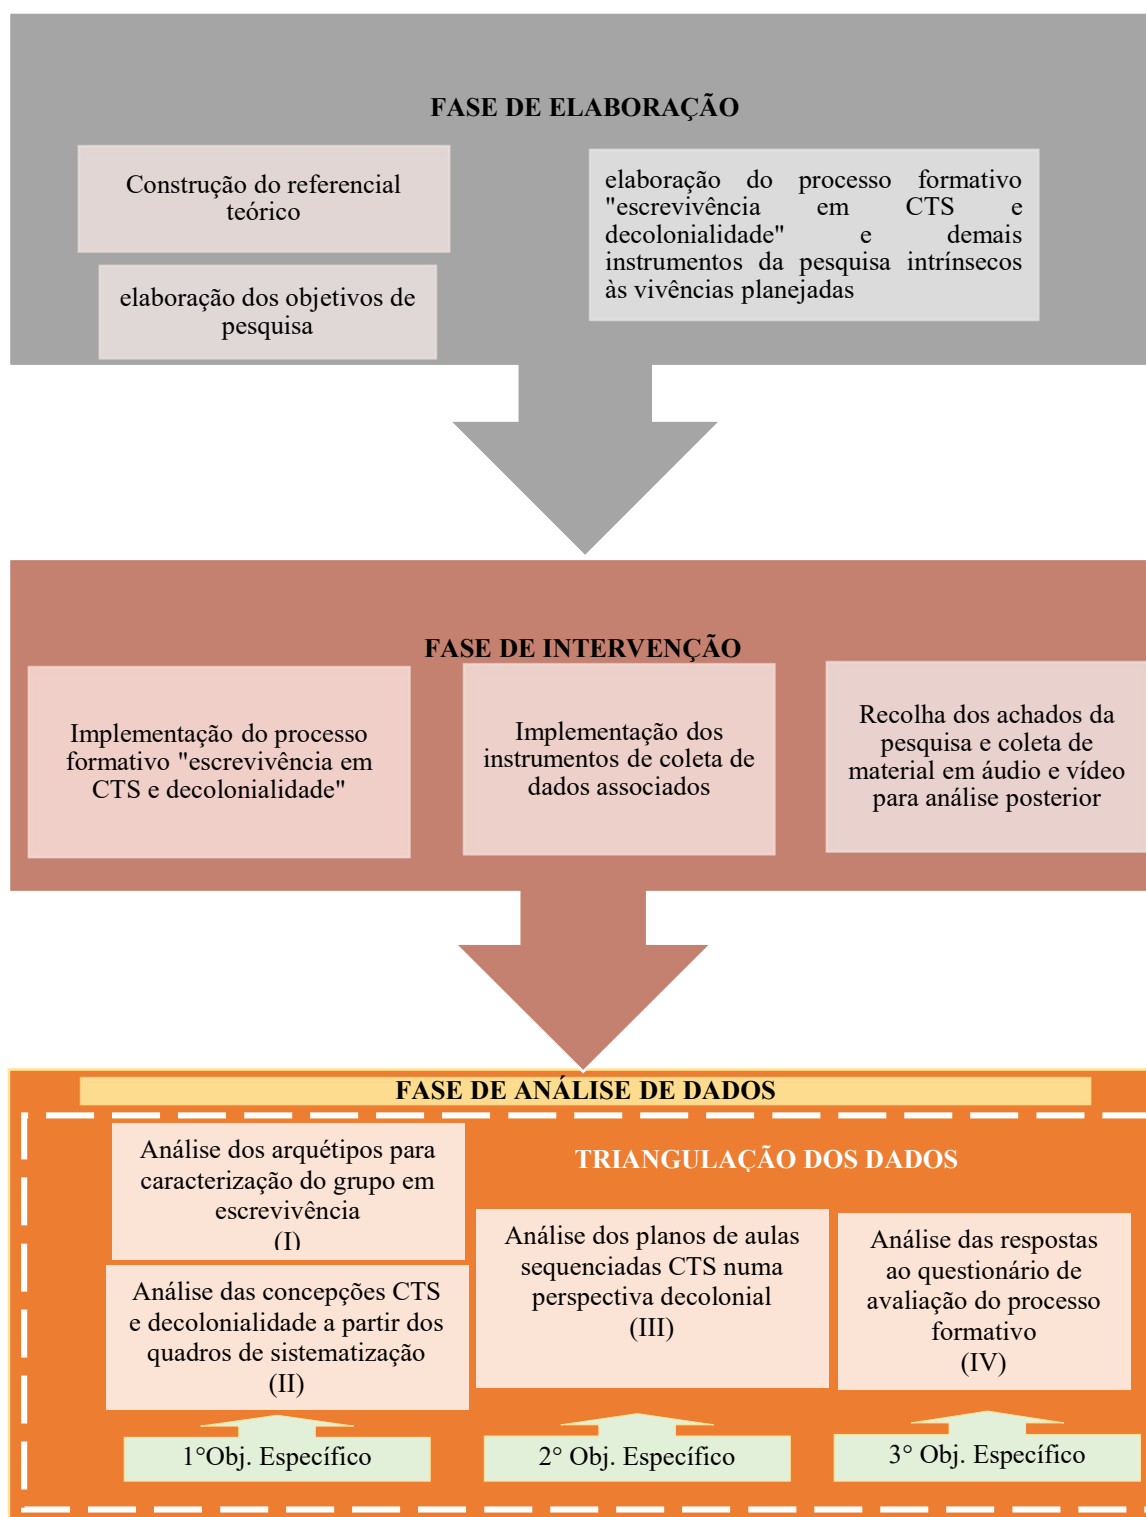 FASE DE ELABORAÇÃO
Construção do referencial
teórico
elaboração dos objetivos de
pesquisa
elaboração do processo formativo
"escrevivência em CTS e
decolonialidade" e demais
instrumentos da pesquisa intrínsecos
às vivências planejadas
FASE DE INTERVENÇÃO
Implementação do processo
formativo "escrevivência em
CTS e decolonialidade"
Implementação dos
instrumentos de coleta de
dados associados
Recolha dos achados da
pesquisa e coleta de
material em áudio e vídeo
para análise posterior
FASE DE ANÁLISE DE DADOS
TRIANGULAÇÃO DOS DADOS
Análise dos arquétipos para
caracterização do grupo em
escrevivência
(I)
Análise das concepções CTS
e decolonialidade a partir dos
quadros de sistematização
(II)
Análise dos planos de aulas
sequenciadas CTS numa
perspectiva decolonial
(III)
Análise das respostas
ao questionário de
avaliação do processo
formativo
(IV)
1°Obj. Específico
2° Obj. Específico
3° Obj. Específico